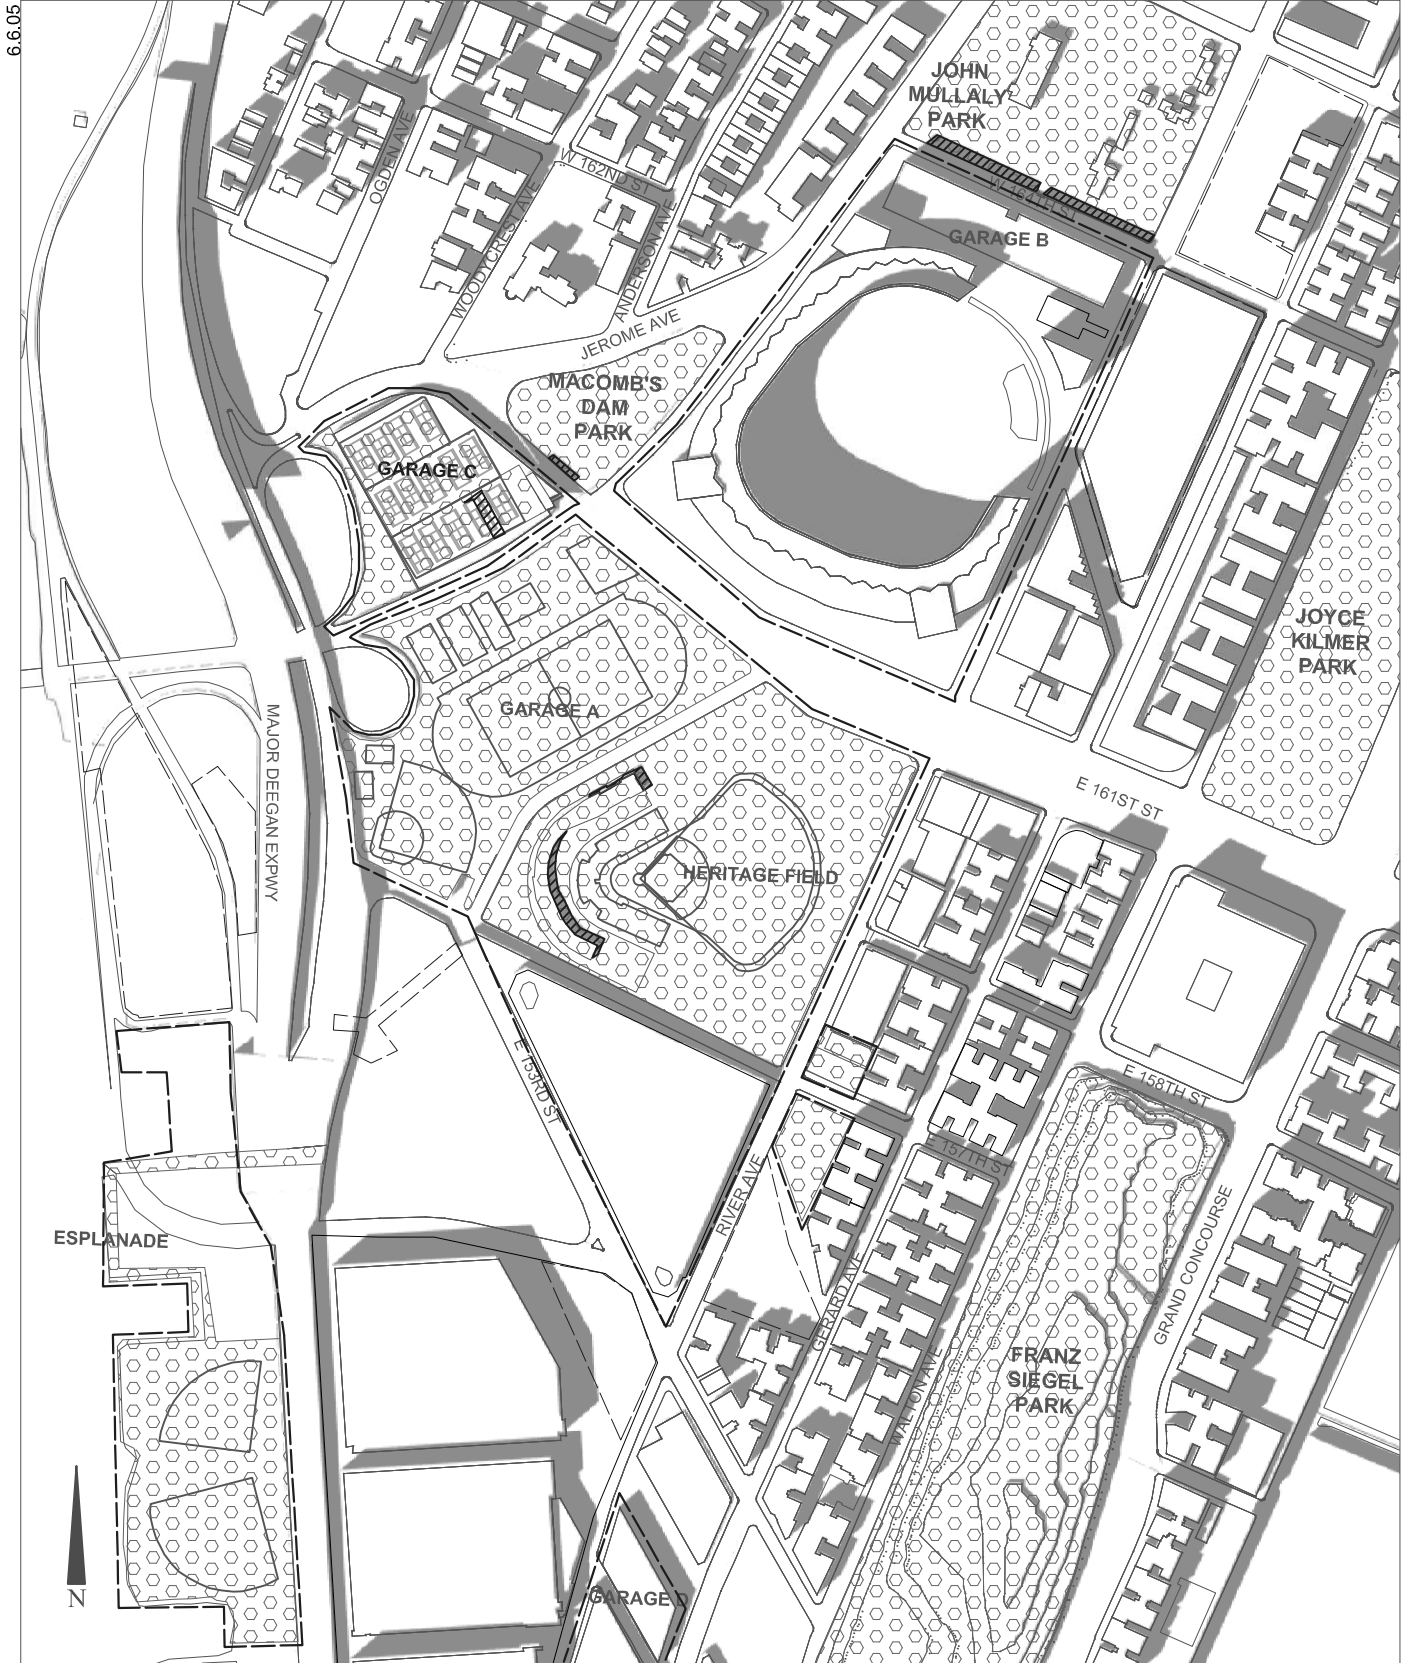 6.6.05
JOHN
MULLALY
PARK
OGDEN AVE
W 162ND ST
W 164TH ST
WOODYCREST AVE
ANDERSON AVE
GARAGE B
JEROME AVE
MACOMB'S
DAM
PARK
GARAGE C
JOYCE
KILMER
PARK
GARAGE A
MAJOR DEEGAN EXPWY
E 161ST ST
HERITAGE FIELD
E 153RD ST
E 158TH ST
E 157TH ST
RIVER AVE
ESPLANADE
GRAND CONCOURSE
GERARD AVE
WALTON AVE
FRANZ
SIEGEL
PARK
N
GARAGE D